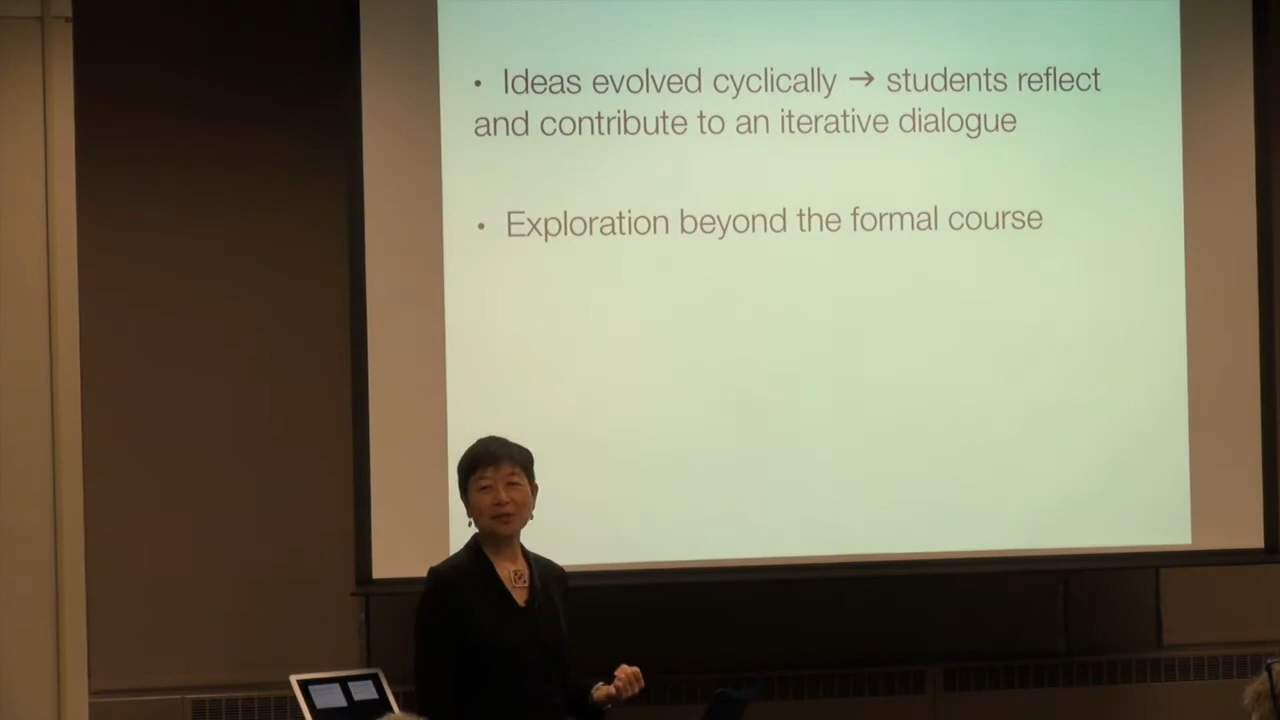 • Ideas evolved cyclically → students reflect
and contribute to an iterative dialogue
• Exploration beyond the formal course